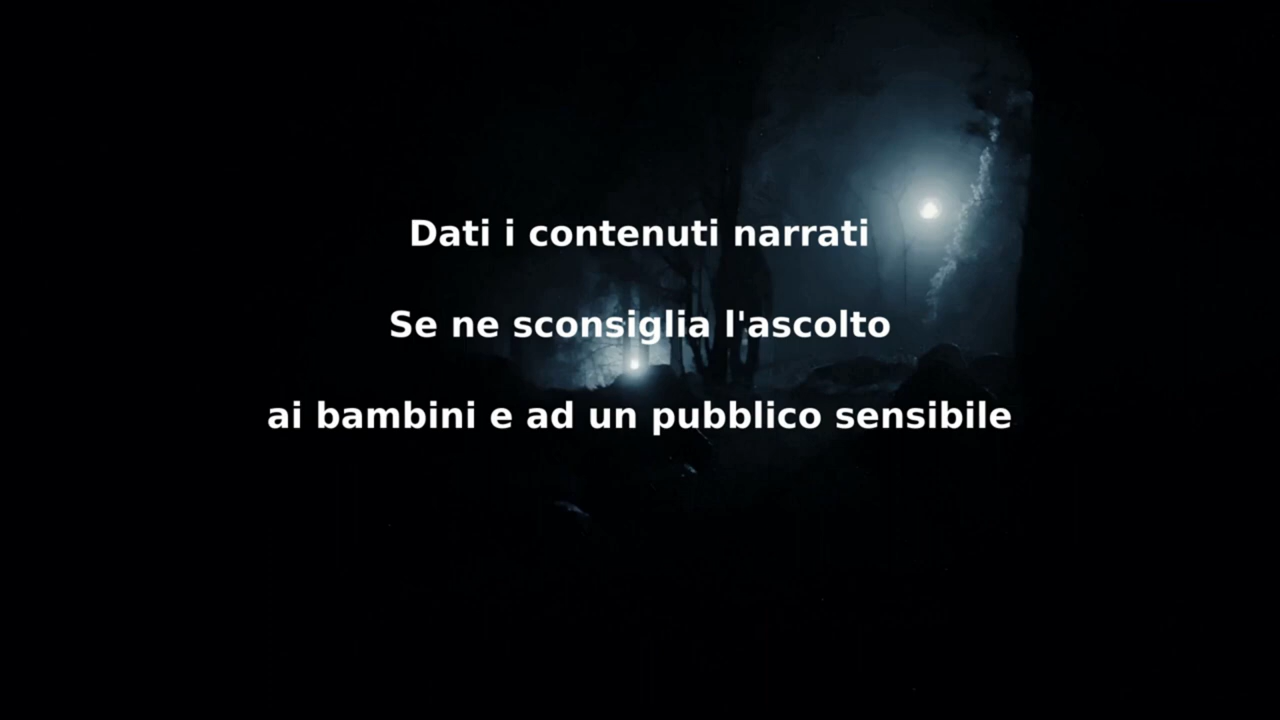 Dati i contenuti narrati
Se ne sconsiglia l'ascolto
ai bambini e ad un pubblico sensibile